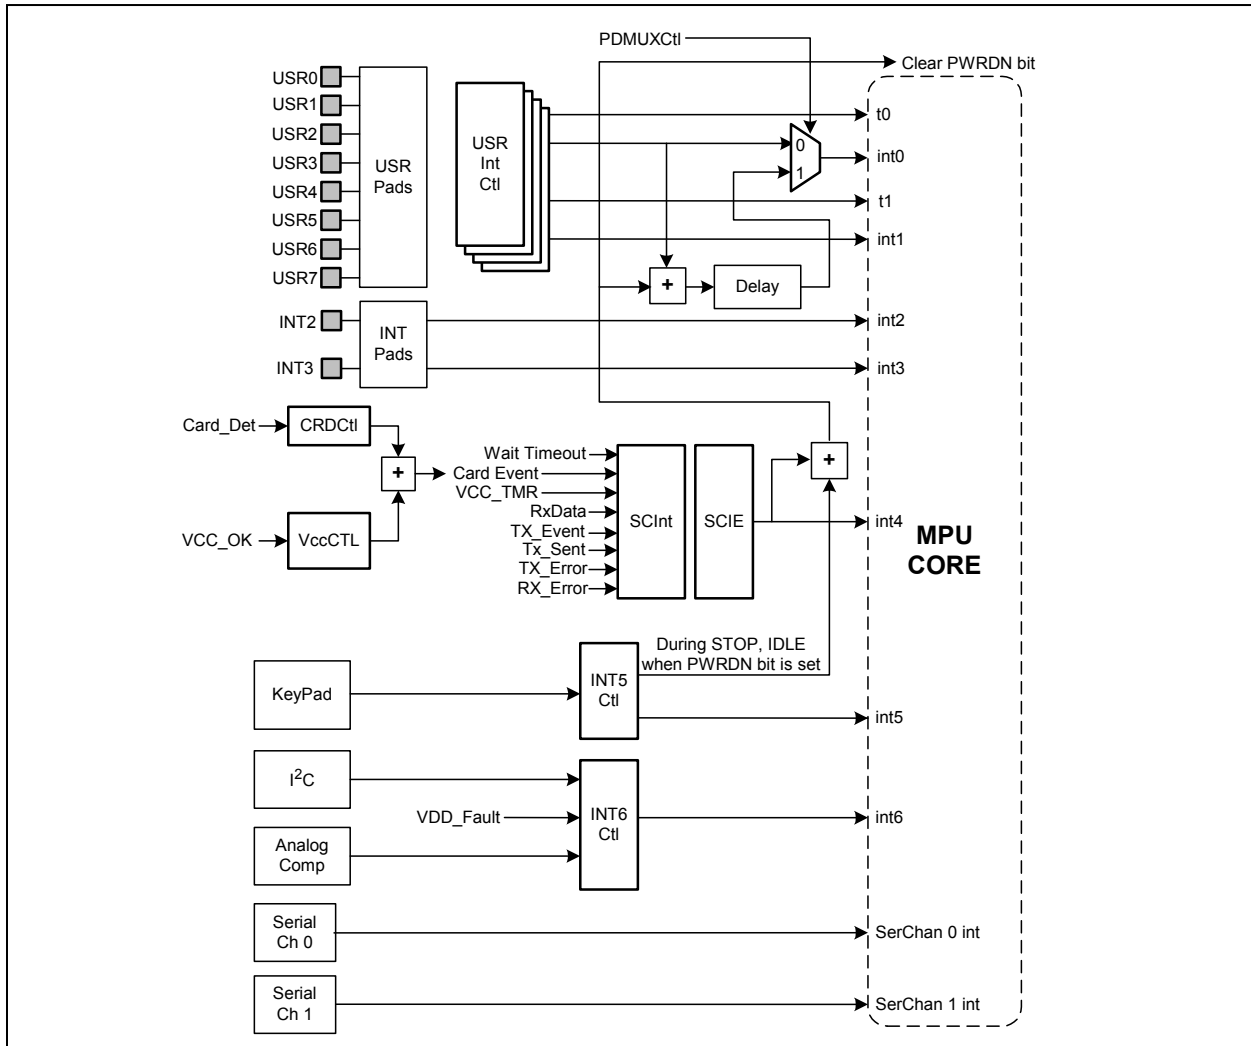 PDMUXCtl
Clear PWRDN bit
USR0
USR1
USR2
USR3
USR4
USR5
USR6
USR7
USR
Pads
USR
Int
Ctl
0
1
t0
int0
t1
int1
+
Delay
INT2
INT3
INT
Pads
int2
int3
Card_Det
CRDCtl
+
VCC_OK
VccCTL
Wait Timeout
Card Event
VCC_TMR
RxData
TX_Event
Tx_Sent
TX_Error
RX_Error
SCInt
SCIE
+
int4
MPU
CORE
During STOP, IDLE
when PWRDN bit is set
KeyPad
INT5
Ctl
int5
I²C
VDD_Fault
Analog
Comp
INT6
Ctl
int6
Serial
Ch 0
SerChan 0 int
Serial
Ch 1
SerChan 1 int